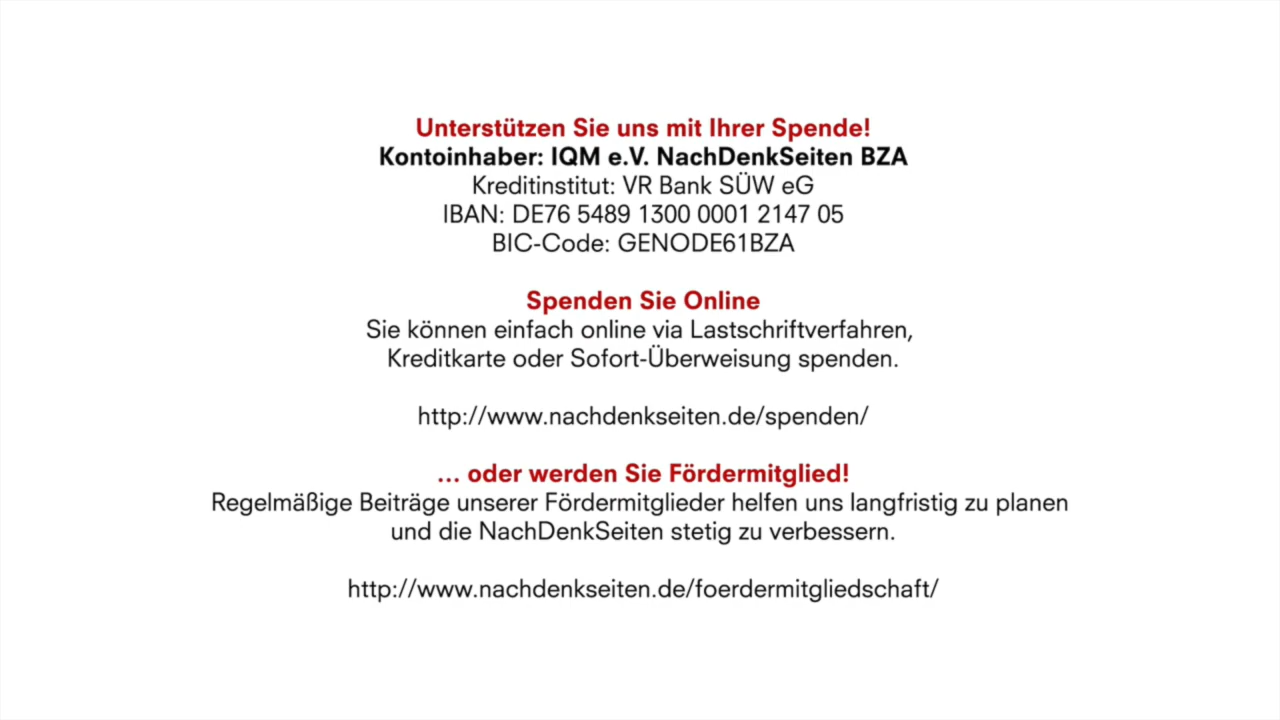 Unterstützen Sie uns mit Ihrer Spende!
Kontoinhaber: IQM e.V. NachDenkSeiten BZA
Kreditinstitut: VR Bank SÜW eG
IBAN: DE76 5489 1300 0001 2147 05
BIC-Code: GENODE61BZA
Spenden Sie Online
Sie können einfach online via Lastschriftverfahren,
Kreditkarte oder Sofort-Überweisung spenden.
http://www.nachdenkseiten.de/spenden/
... oder werden Sie Fördermitglied!
Regelmäßige Beiträge unserer Fördermitglieder helfen uns langfristig zu planen
und die NachDenkSeiten stetig zu verbessern.
http://www.nachdenkseiten.de/foerdermitgliedschaft/